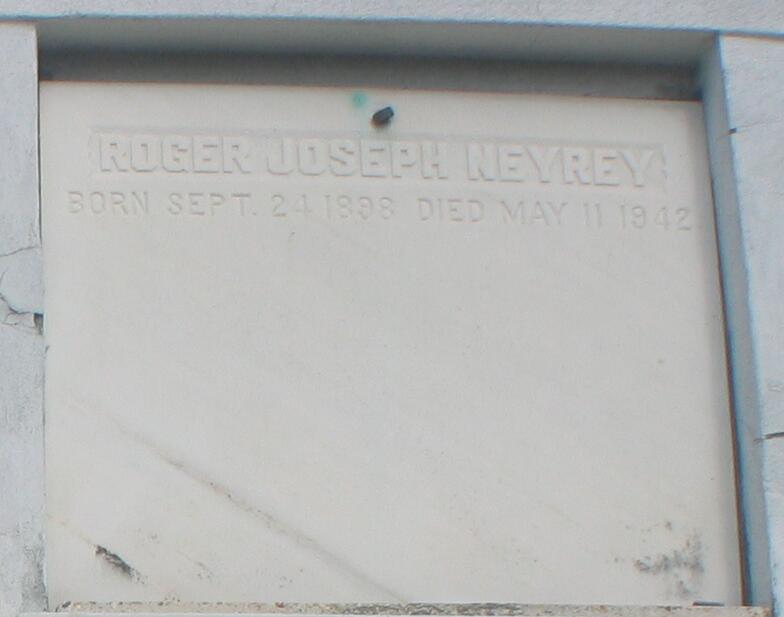 ROGER JOSEPH NEYREY
BORN SEPT. 24 1898 DIED MAY 11 1942